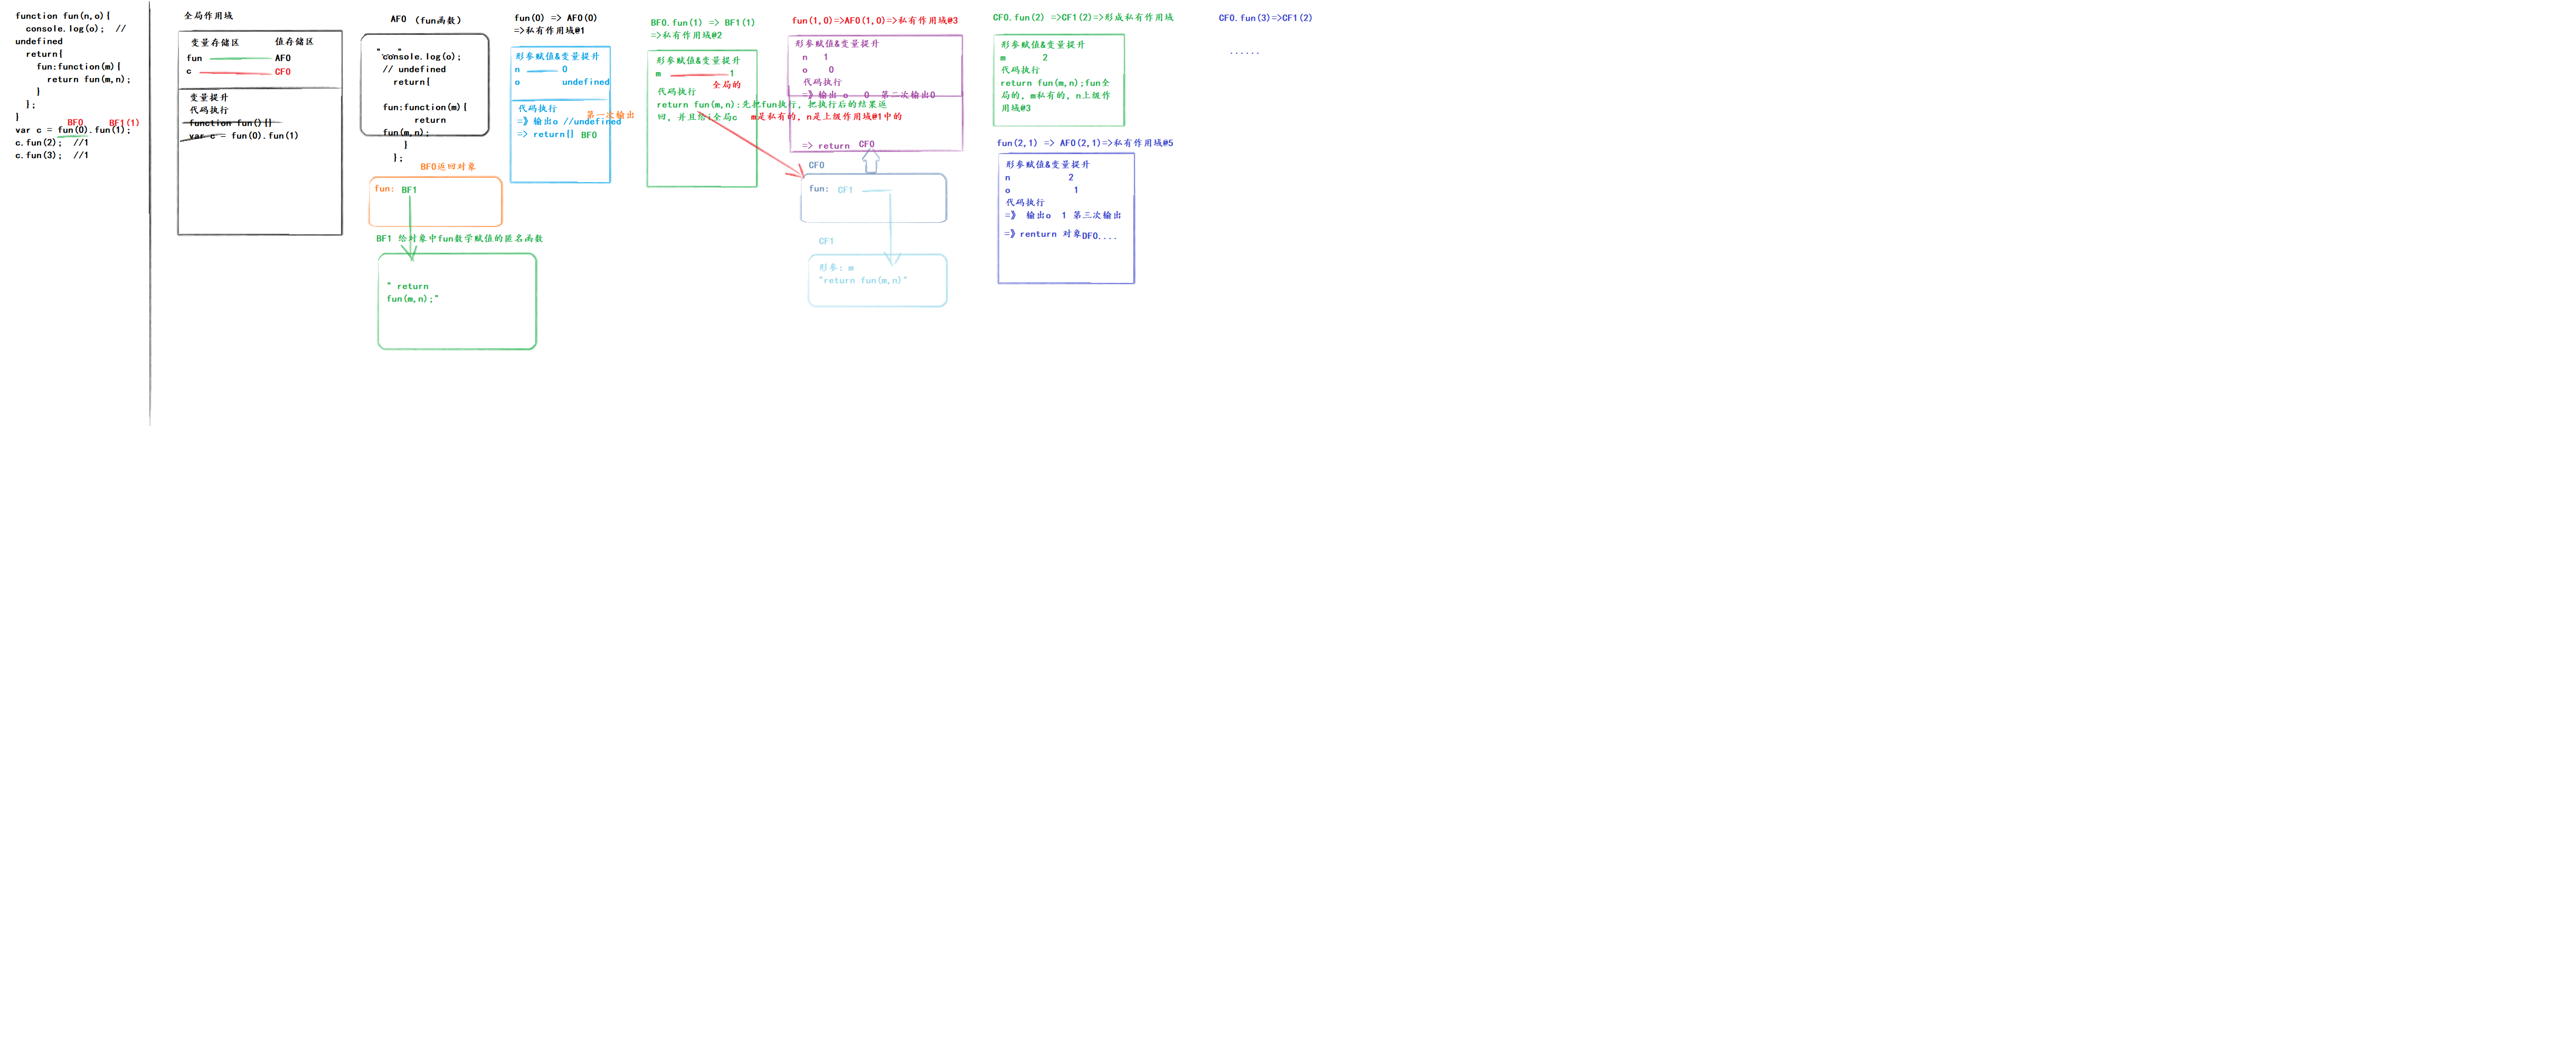 function fun(n,o){
console.log(o);  //
undefined
return{
fun:function(m){
return fun(m,n);
}
};
}
BF0  BF1(1)
var c = fun(0).fun(1);
c.fun(2);  //1
c.fun(3);  //1
全局作用域
变量存储区  值存储区
fun  AF0
c  CF0
变量提升
代码执行
function fun(){}
var c = fun(0).fun(1)
AF0 (fun函数)
"..."
console.log(o);
// undefined
return{
fun:function(m){
return
fun(m,n);
}
};
BF0返回对象
fun: BF1
BF1 给对象中fun数学赋值的匿名函数
" return
fun(m,n);"
fun(0) => AF0(0)
=>私有作用域#1
形参赋值&变量提升
n  0
o  undefined
代码执行
第一次输出
=》输出o //undefined
=> return{} BF0
BF0.fun(1) => BF1(1)
=>私有作用域#2
形参赋值&变量提升
m  1
全局的
代码执行
return fun(m,n):先把fun执行, 把执行后的结果返
回, 并且给i全局c  m是私有的, n是上级作用域#1中的
fun(1,0)=>AF0(1,0)=>私有作用域#3
形参赋值&变量提升
n  1
o  0
代码执行
=》输出 o  0  第二次输出0
=> return  CF0
CF0
fun: CF1
CF1
形参: m
"return fun(m,n)"
CF0.fun(2) =>CF1(2)=>形成私有作用域
形参赋值&变量提升
m  2
代码执行
return fun(m,n);fun全
局的, m私有的, n上级作
用域#3
fun(2,1) => AF0(2,1)=>私有作用域#5
形参赋值&变量提升
n  2
o  1
代码执行
=》 输出o  1 第三次输出
=》renturn 对象DF0....
CF0.fun(3)=>CF1(2)
......